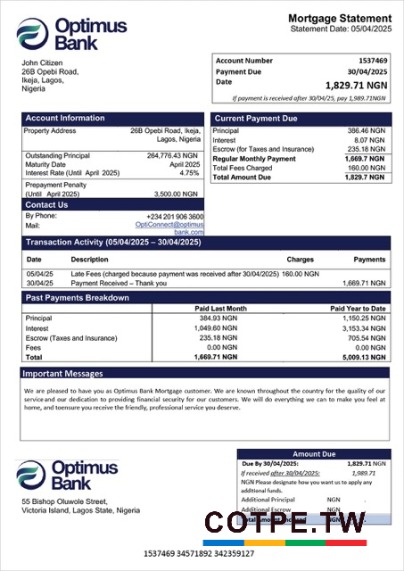 Optimus
Bank
Mortgage Statement
Statement Date: 05/04/2025
John Citizen
26B Opebi Road,
Ikeja, Lagos,
Nigeria
Account Number 1537469
Payment Due 30/04/2025
Date 1,829.71 NGN
If payment is received after 30/04/25, pay 1,989.71NGN
Account Information
Property Address 26B Opebi Road, Ikeja,
Lagos, NGN
Outstanding Principal 264,776.43 NGN
Maturity Date April 2025
Interest Rate (Until April 2025) 4.75%
Prepayment Penalty
(Until April 2025) 3,500.00 NGN
Contact Us
By Phone: +234 201 906 3600
Mail: OptiConnect@optimus
bank.com
Current Payment Due
Principal 386.46 NGN
Interest 8.07 NGN
Escrow (for Taxes and Insurance) 235.18 NGN
Regular Monthly Payment 1,669.7 NGN
Total Fees Charged 160.00 NGN
Total Amount Due 1,829.7 NGN
Transaction Activity (05/04/2025 – 30/04/2025)
Date Description Charges Payments
05/04/25 Late Fees (charged because payment was received after 30/04/2025) 160.00 NGN
30/04/25 Payment Received – Thank you 1,669.71 NGN
Past Payments Breakdown
Paid Last Month Paid Year to Date
Principal 384.93 NGN 1,150.25 NGN
Interest 1,049.60 NGN 3,153.34 NGN
Escrow (Taxes and Insurance) 235.18 NGN 705.54 NGN
Fees 0.00 NGN 0.00 NGN
Total 1,669.71 NGN 5,009.13 NGN
Important Messages
We are pleased to have you as Optimus Bank Mortgage customer. We are known throughout the country for the quality of our
service and our dedication to providing financial security for our customers. We will do everything we can to make you feel at
home, and toensure you receive the friendly, professional service you deserve.
Optimus
Bank
55 Bishop Oluwole Street,
Victoria Island, Lagos State, Nigeria
Amount Due
Due By 30/04/2025: 1,829.71 NGN
If received after 30/04/2025: 1,989.71
NGN Please designate how you want us to apply any
additional funds.
Additional Principal NGN
Additional Escrow NGN
COTPE.TW
1537469 34571892 342359127